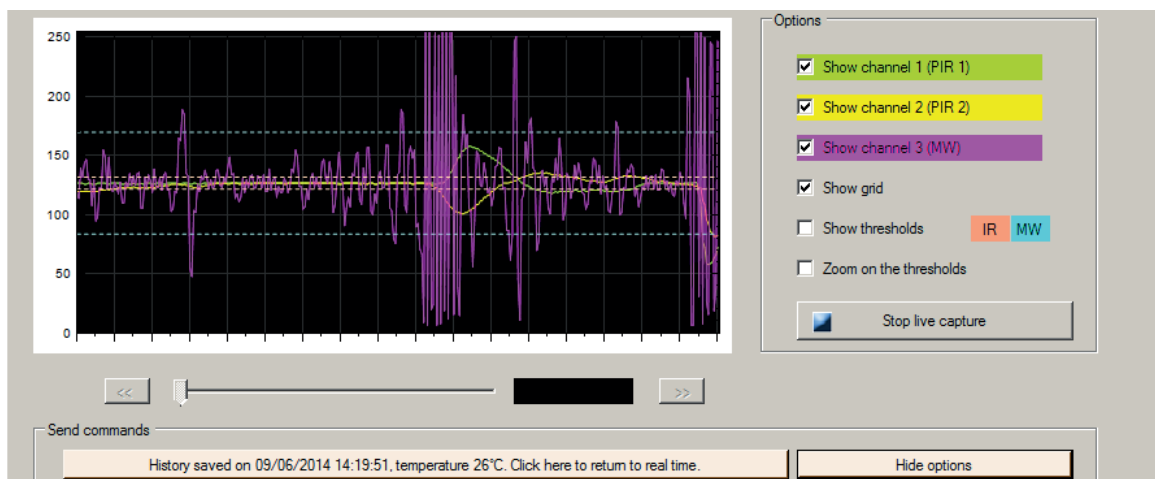 Options
250
200
150
100
50
0
Show channel 1 (PIR 1)
Show channel 2 (PIR 2)
Show channel 3 (MW)
Show grid
Show thresholds IR MW
Zoom on the thresholds
Stop live capture
<< >>
Send commands
History saved on 09/06/2014 14:19:51, temperature 26°C. Click here to return to real time. Hide options